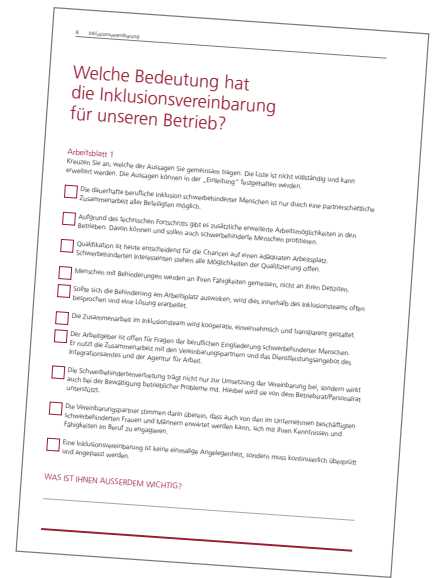 8 Inklusionsvereinbarung
Welche Bedeutung hat
die Inklusionsvereinbarung
für unseren Betrieb?
Arbeitsblatt 1
Kreuzen Sie an, welche der Aussagen Sie gemeinsam tragen. Die Liste ist nicht vollständig und kann
erweitert werden. Die Aussagen können in der „Einleitung“ festgehalten werden.
Die dauerhafte berufliche Inklusion schwerbehinderter Menschen ist nur durch eine partnerschaftliche
Zusammenarbeit aller Beteiligten möglich.
Aufgrund des technischen Fortschritts gibt es zusätzliche erweiterte Arbeitsmöglichkeiten in den
Betrieben. Davon können und sollen auch schwerbehinderte Menschen profitieren.
Qualifikation ist heute entscheidend für die Chancen auf einen adäquaten Arbeitsplatz.
Schwerbehinderten Interessenten stehen alle Möglichkeiten der Qualifizierung offen.
Menschen mit Behinderungen werden an ihren Fähigkeiten gemessen, nicht an ihren Defiziten.
Sollte sich die Behinderung am Arbeitsplatz auswirken, wird dies innerhalb des Inklusionsteams offen
besprochen und eine Lösung erarbeitet.
Die Zusammenarbeit im Inklusionsteam wird kooperativ, einvernehmlich und transparent gestaltet.
Der Arbeitgeber ist offen für Fragen der beruflichen Eingliederung schwerbehinderter Menschen.
Er nutzt die Zusammenarbeit mit den Vereinbarungspartnern und das Dienstleistungsangebot des
Integrationsamtes und der Agentur für Arbeit.
Die Schwerbehindertenvertretung trägt nicht nur zur Umsetzung der Vereinbarung bei, sondern wirkt
auch bei der Bewältigung betrieblicher Probleme mit. Hierbei wird sie von dem Betriebsrat/Personalrat
unterstützt.
Die Vereinbarungspartner stimmen darin überein, dass auch von den im Unternehmen beschäftigten
schwerbehinderten Frauen und Männern erwartet werden kann, sich mit ihren Kenntnissen und
Fähigkeiten im Beruf zu engagieren.
Eine Inklusionsvereinbarung ist keine einmalige Angelegenheit, sondern muss kontinuierlich überprüft
und angepasst werden.
WAS IST IHNEN AUSSERDEM WICHTIG?